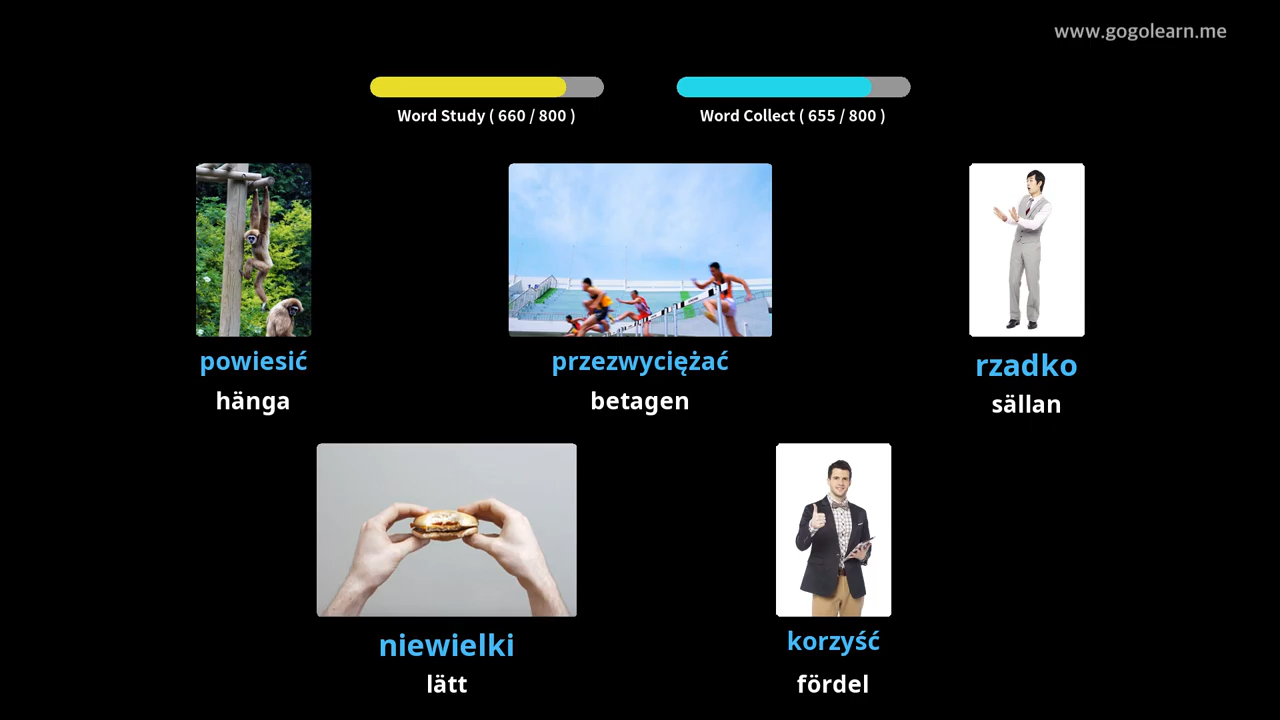 www.gogolearn.me
Word Study ( 660 / 800 )
Word Collect ( 655 / 800 )
powiesić
hänga
przezwyciężać
betagen
rzadko
sällan
niewielki
lätt
korzyść
fördel